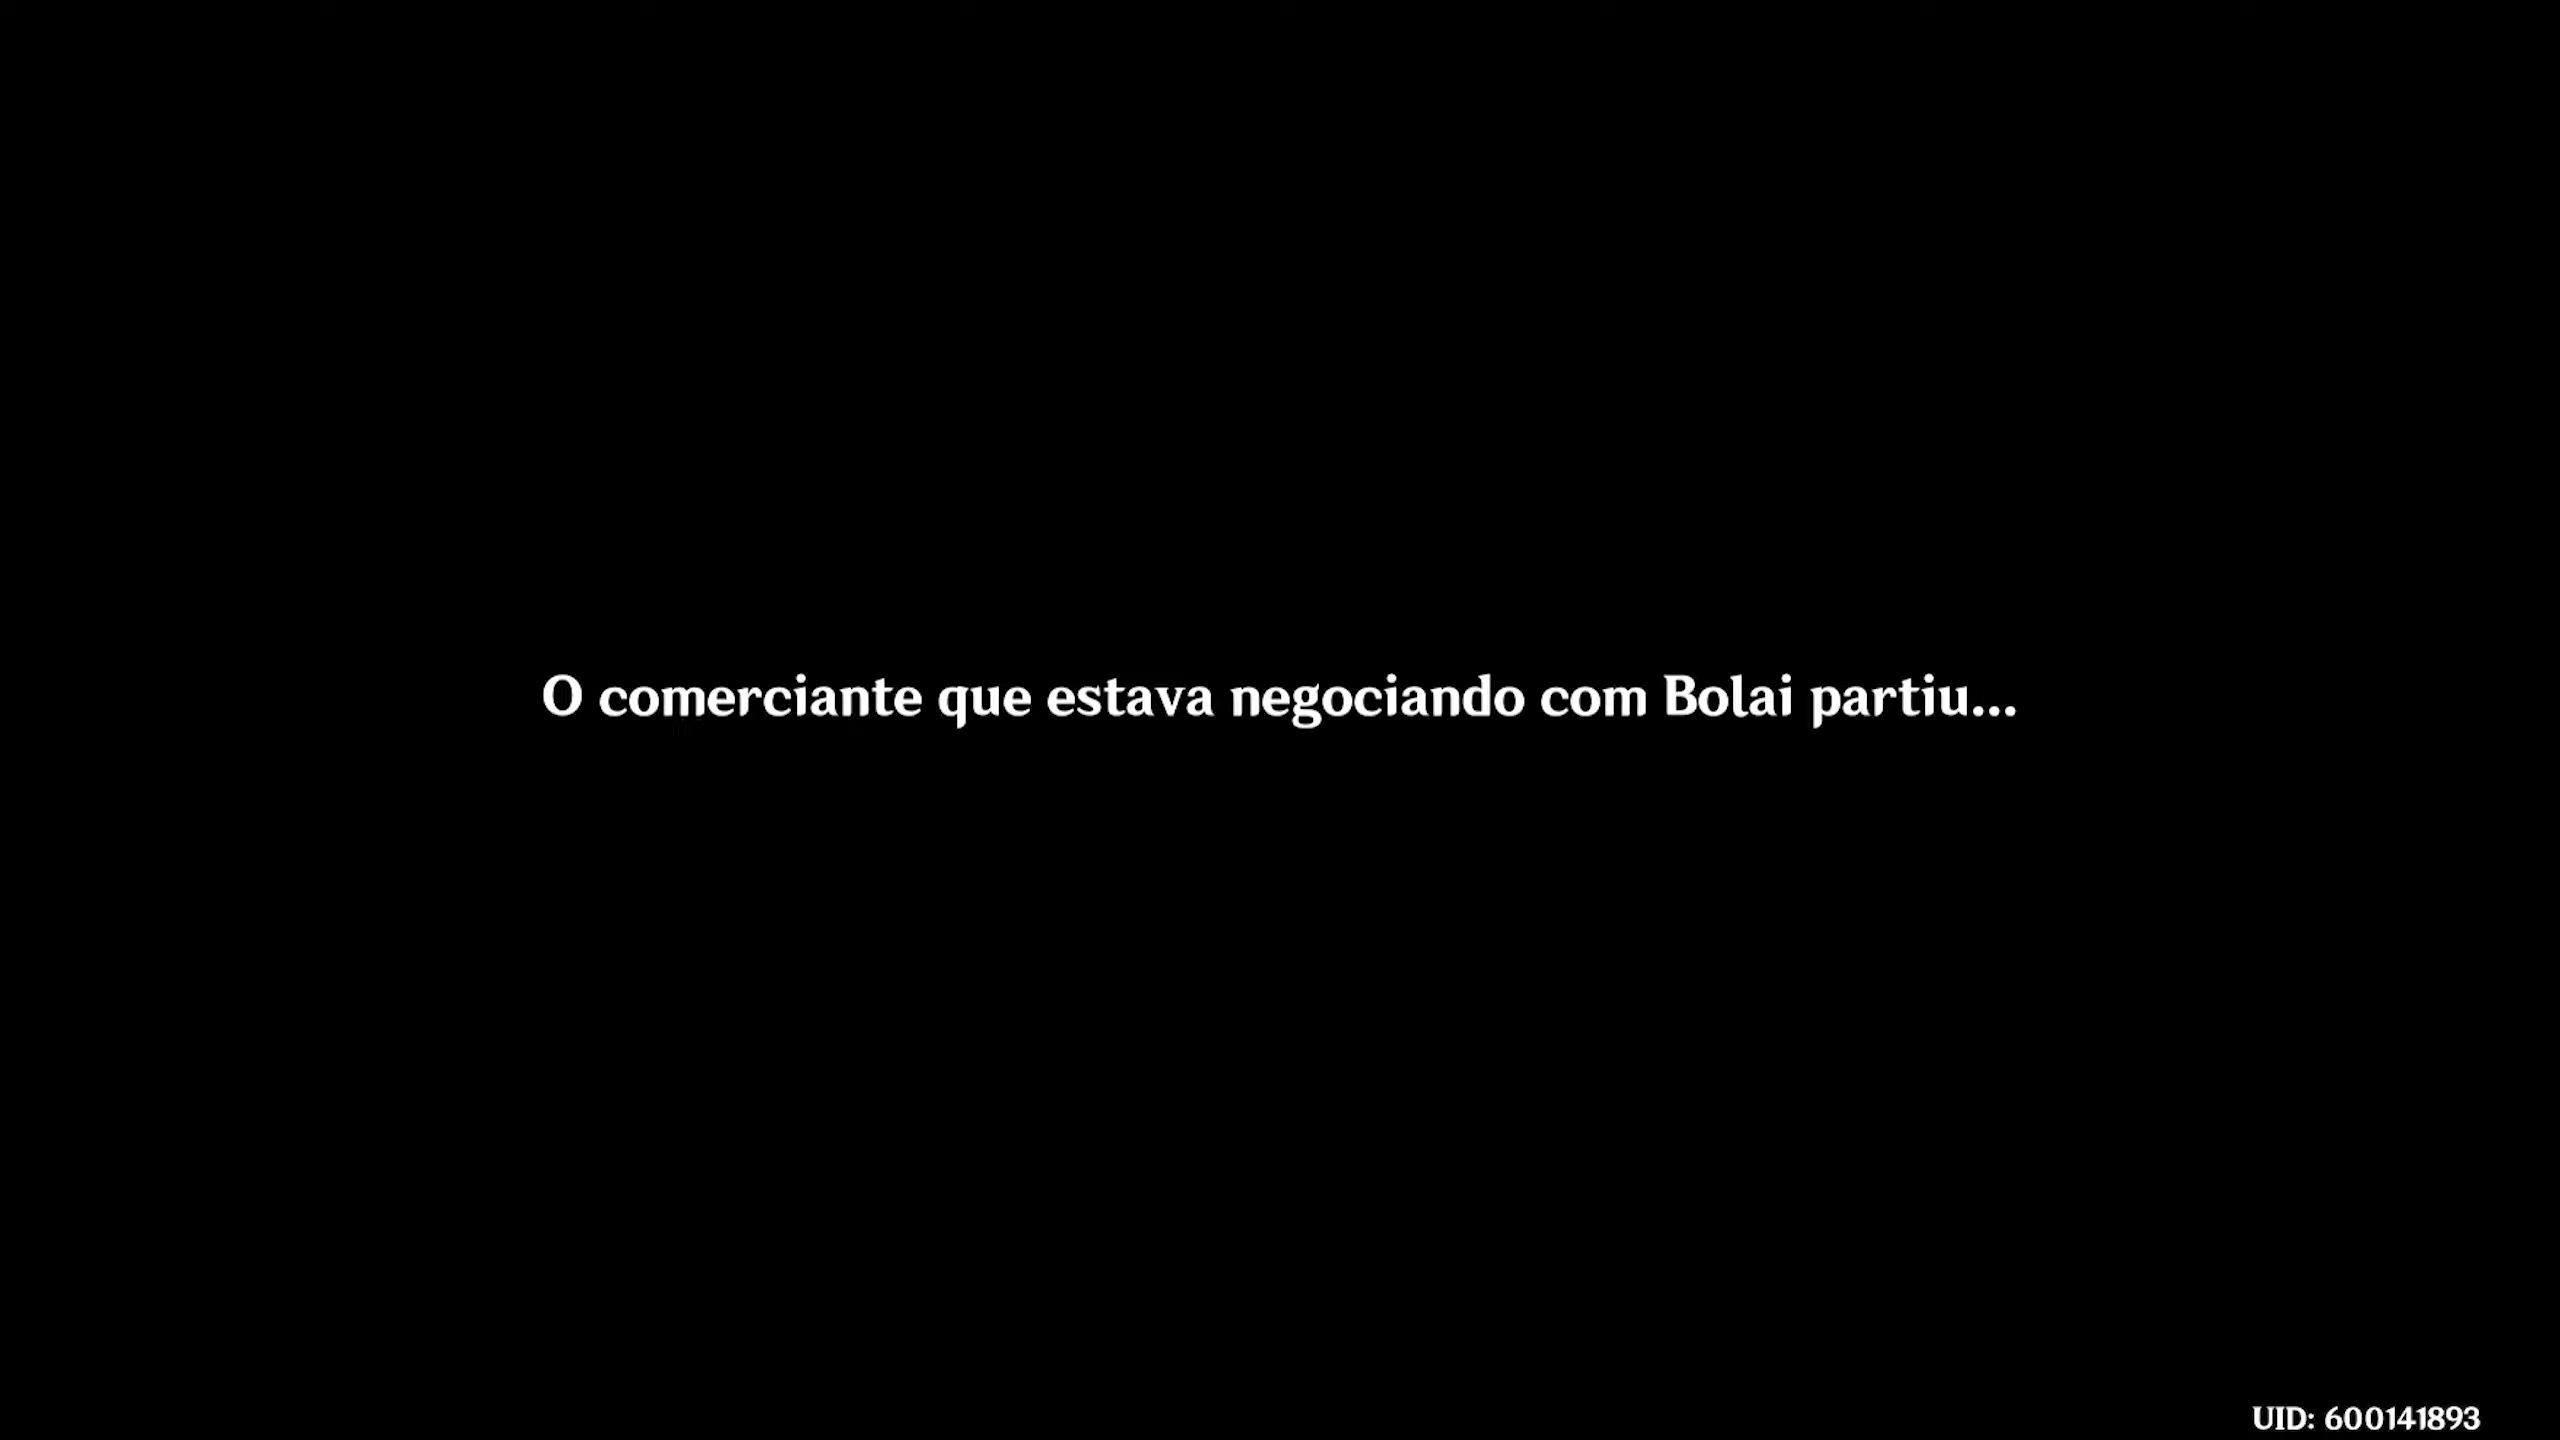 O comerciante que estava negociando com Bolai partiu...
UID: 600141893